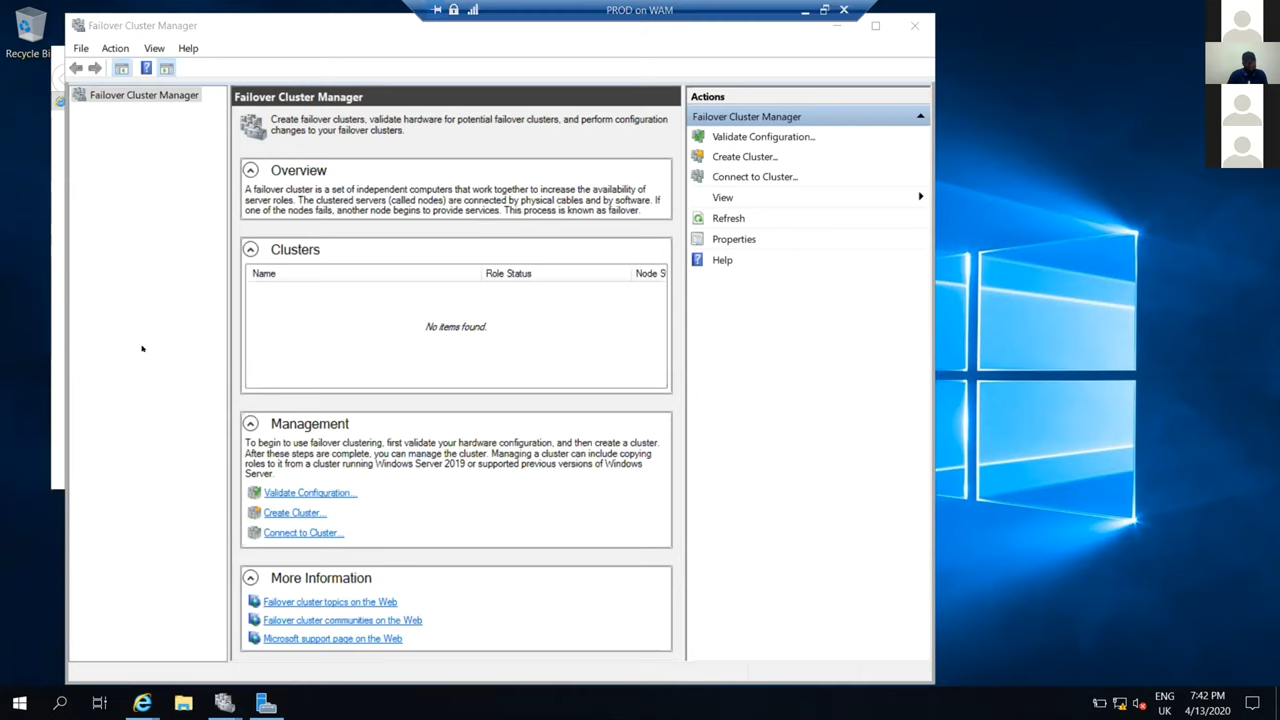 PROD on WAM
Recycle Bi
Failover Cluster Manager
File Action View Help
Failover Cluster Manager
Failover Cluster Manager
Create failover clusters, validate hardware for potential failover clusters, and perform configuration
changes to your failover clusters.
Overview
A failover cluster is a set of independent computers that work together to increase the availability of
server roles. The clustered servers (called nodes) are connected by physical cables and by software. If
one of the nodes fails, another node begins to provide services. This process is known as failover.
Clusters
Name Role Status Node S
No items found.
Management
To begin to use failover clustering, first validate your hardware configuration, and then create a cluster.
After these steps are complete, you can manage the cluster. Managing a cluster can include copying
roles to it from a cluster running Windows Server 2019 or supported previous versions of Windows
Server.
Validate Configuration...
Create Cluster...
Connect to Cluster...
More Information
Failover cluster topics on the Web
Failover cluster communities on the Web
Microsoft support page on the Web
Actions
Failover Cluster Manager
Validate Configuration...
Create Cluster...
Connect to Cluster...
View
Refresh
Properties
Help
ENG
UK
7:42 PM
4/13/2020